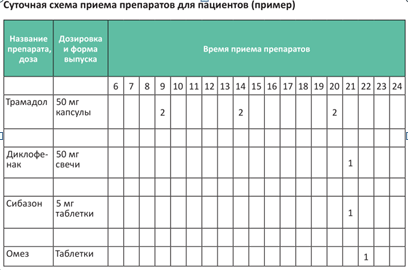 Суточная схема приема препаратов для пациентов (пример)
Название препарата, доза
Дозировка и форма выпуска
Время приема препаратов
6 7 8 9 10 11 12 13 14 15 16 17 18 19 20 21 22 23 24
Трамадол 50 мг капсулы 2 2 2
Диклофе-нак 50 мг свечи 1
Сибазон 5 мг таблетки 1
Омез Таблетки 1